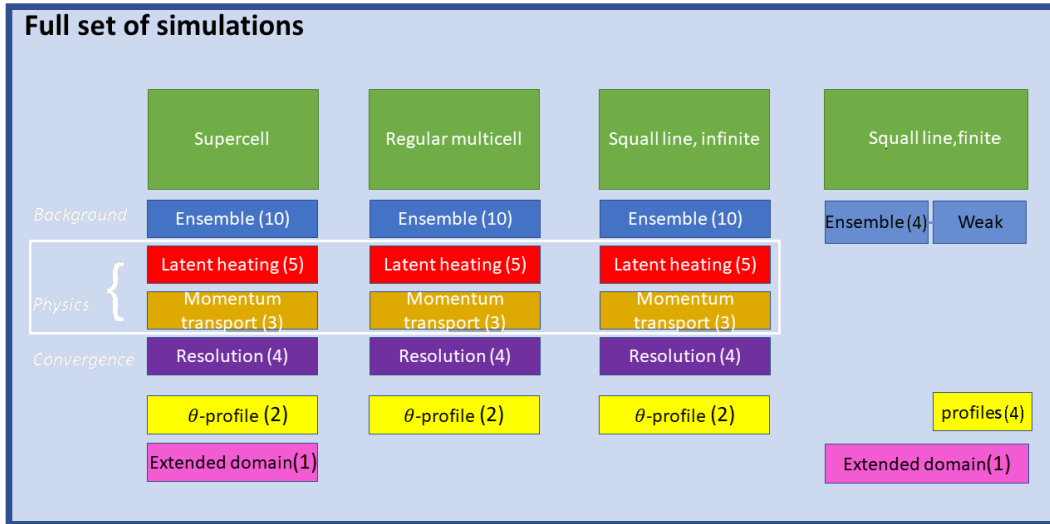 Full set of simulations
Supercell
Regular multicell
Squall line, infinite
Squall line,finite
Background
Ensemble (10)
Ensemble (10)
Ensemble (10)
Ensemble (4)
Weak
Physics
Latent heating (5)
Latent heating (5)
Latent heating (5)
Momentum
transport (3)
Momentum
transport (3)
Momentum
transport (3)
Convergence
Resolution (4)
Resolution (4)
Resolution (4)
θ-profile (2)
θ-profile (2)
θ-profile (2)
profiles(4)
Extended domain(1)
Extended domain(1)